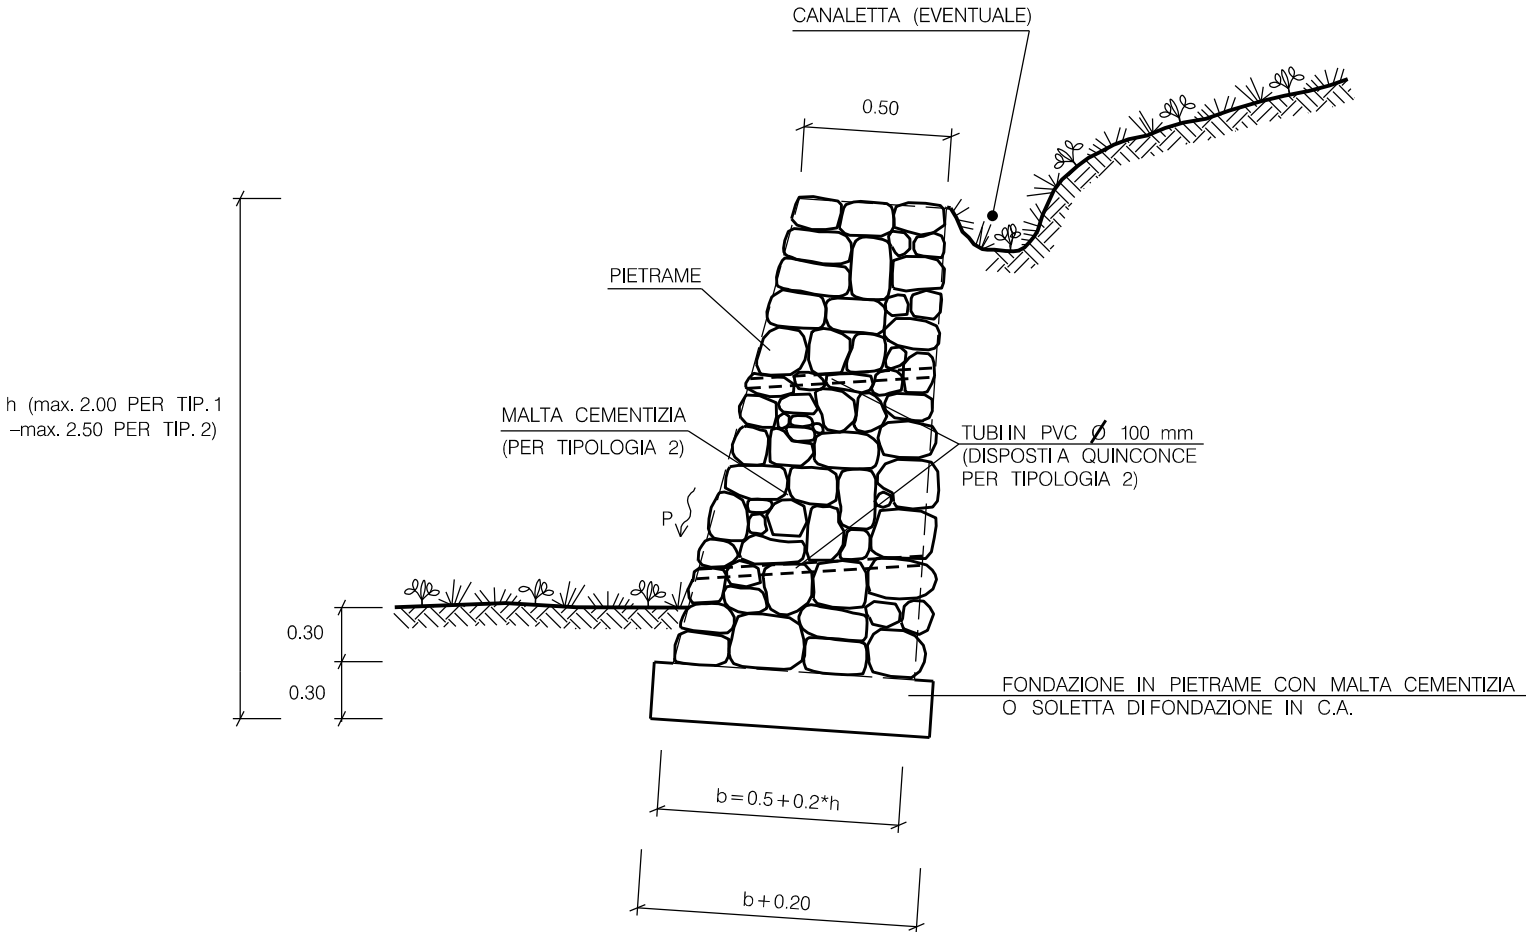 CANALETTA (EVENTUALE)
0.50
PIETRAME
h (max. 2.00 PER TIP. 1
–max. 2.50 PER TIP. 2)
MALTA CEMENTIZIA
(PER TIPOLOGIA 2)
TUBI IN PVC Ø 100 mm
(DISPOSTI A QUINCONCE
PER TIPOLOGIA 2)
P
0.30
0.30
FONDAZIONE IN PIETRAME CON MALTA CEMENTIZIA
O SOLETTA DI FONDAZIONE IN C.A.
b=0.5+0.2*h
b+0.20